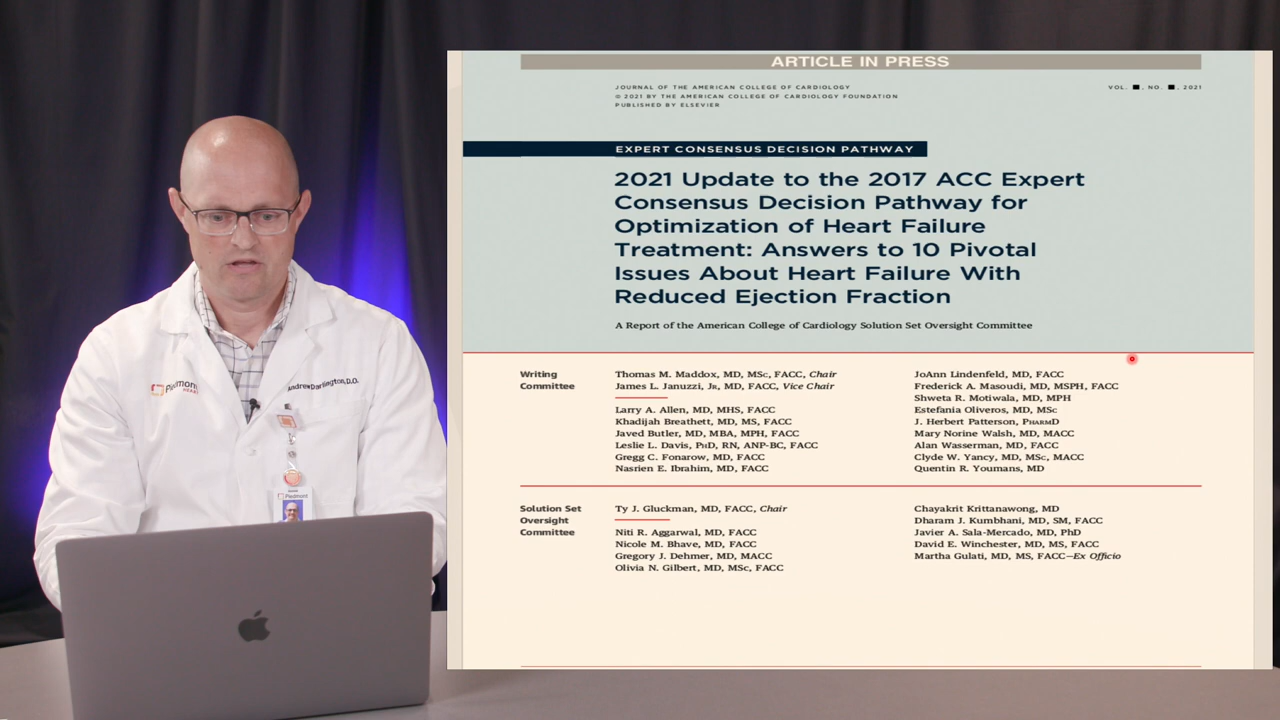 ARTICLE IN PRESS
JOURNAL OF THE AMERICAN COLLEGE OF CARDIOLOGY
© 2021 BY THE AMERICAN COLLEGE OF CARDIOLOGY FOUNDATION
PUBLISHED BY ELSEVIER
VOL. ■, NO. ■, 2021
EXPERT CONSENSUS DECISION PATHWAY
2021 Update to the 2017 ACC Expert
Consensus Decision Pathway for
Optimization of Heart Failure
Treatment: Answers to 10 Pivotal
Issues About Heart Failure With
Reduced Ejection Fraction
A Report of the American College of Cardiology Solution Set Oversight Committee
Writing
Committee
Thomas M. Maddox, MD, MSc, FACC, Chair
James L. Januzzi, JR, MD, FACC, Vice Chair
Larry A. Allen, MD, MHS, FACC
Khadijah Breathett, MD, MS, FACC
Javed Butler, MD, MBA, MPH, FACC
Leslie L. Davis, PHD, RN, ANP-BC, FACC
Gregg C. Fonarow, MD, FACC
Nasrien E. Ibrahim, MD, FACC
JoAnn Lindenfeld, MD, FACC
Frederick A. Masoudi, MD, MSPH, FACC
Shweta R. Motiwala, MD, MPH
Estefania Oliveros, MD, MSc
J. Herbert Patterson, PHARMD
Mary Norine Walsh, MD, MACC
Alan Wasserman, MD, FACC
Clyde W. Yancy, MD, MSc, MACC
Quentin R. Youmans, MD
Solution Set
Oversight
Committee
Ty J. Gluckman, MD, FACC, Chair
Niti R. Aggarwal, MD, FACC
Nicole M. Bhave, MD, FACC
Gregory J. Dehmer, MD, MACC
Olivia N. Gilbert, MD, MSc, FACC
Chayakrit Krittanawong, MD
Dharam J. Kumbhani, MD, SM, FACC
Javier A. Sala-Mercado, MD, PhD
David E. Winchester, MD, MS, FACC
Martha Gulati, MD, MS, FACC—Ex Officio
Piedmont
HEART
Andrew Darlington, D.O.
Piedmont